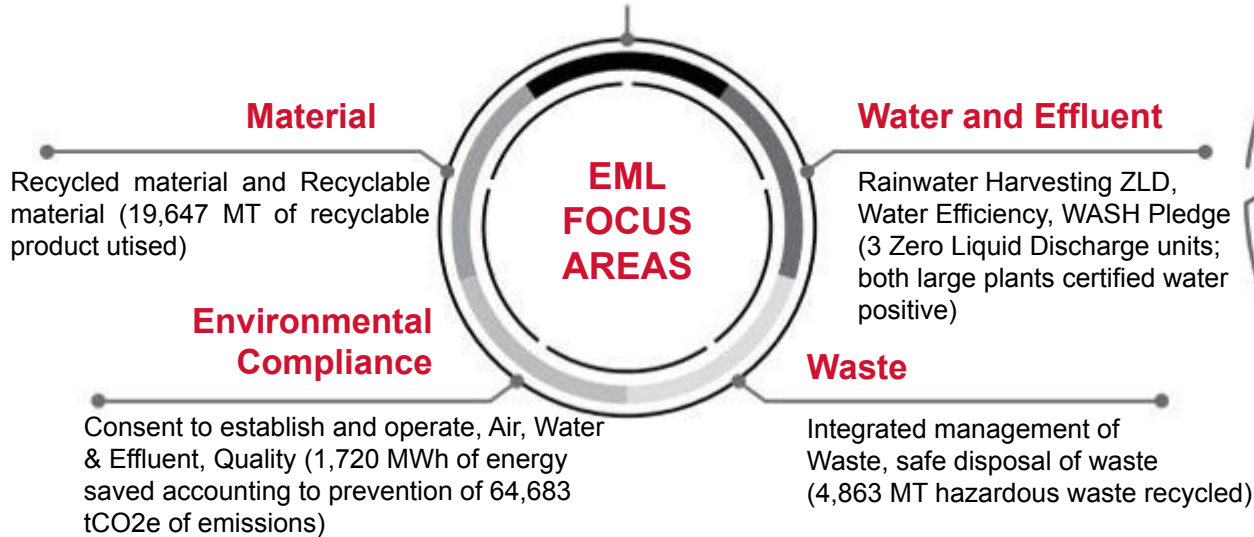 EML
FOCUS
AREAS
Material
Recycled material and Recyclable
material (19,647 MT of recyclable
product utised)
Water and Effluent
Rainwater Harvesting ZLD,
Water Efficiency, WASH Pledge
(3 Zero Liquid Discharge units;
both large plants certified water
positive)
Environmental
Compliance
Consent to establish and operate, Air, Water
& Effluent, Quality (1,720 MWh of energy
saved accounting to prevention of 64,683
tCO2e of emissions)
Waste
Integrated management of
Waste, safe disposal of waste
(4,863 MT hazardous waste recycled)